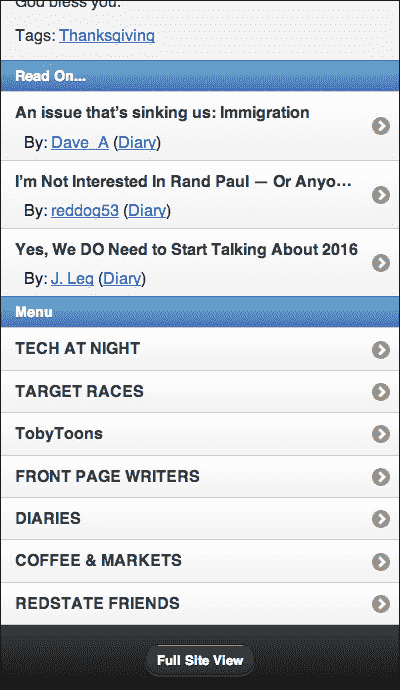 God bless you.
Tags: Thanksgiving
Read On...
An issue that's sinking us: Immigration
By: Dave_A (Diary)
I'm Not Interested In Rand Paul — Or Anyo…
By: reddog53 (Diary)
Yes, We DO Need to Start Talking About 2016
By: J. Leg (Diary)
Menu
TECH AT NIGHT
TARGET RACES
TobyToons
FRONT PAGE WRITERS
DIARIES
COFFEE & MARKETS
REDSTATE FRIENDS
Full Site View